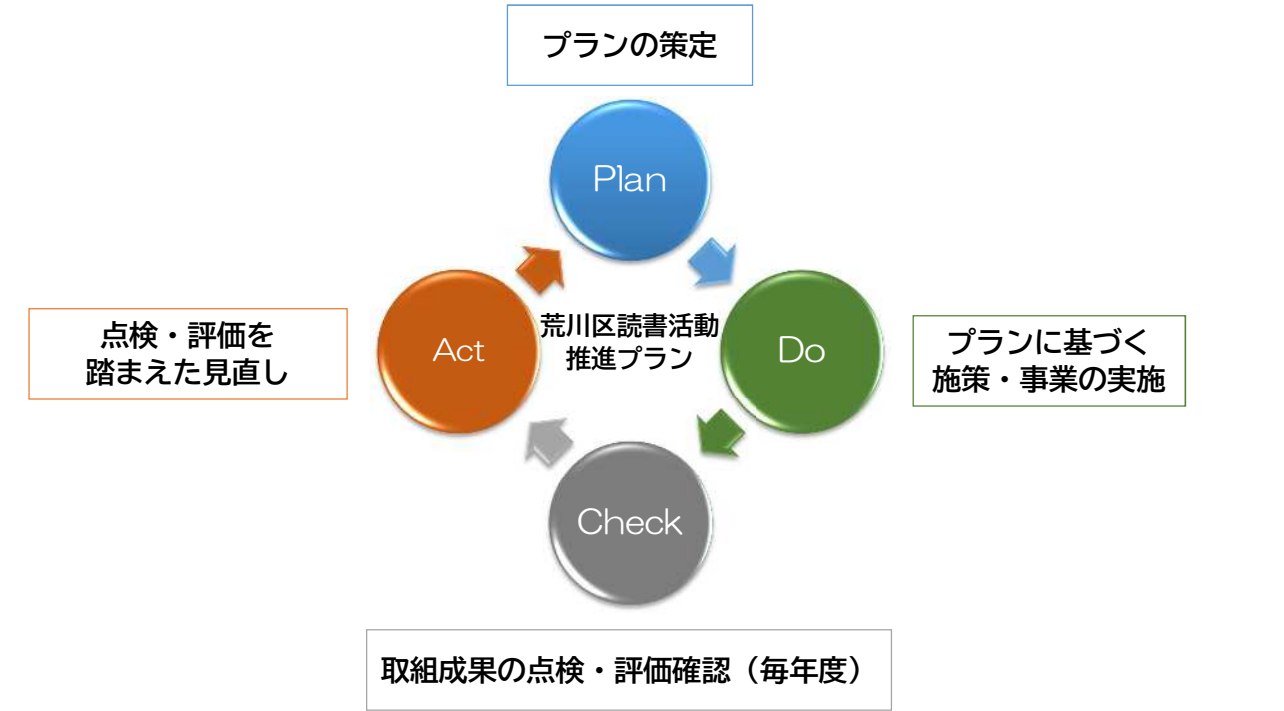 プランの策定
Plan
点検・評価を
踏まえた見直し
Act
荒川区読書活動
推進プラン
Do
プランに基づく
施策・事業の実施
Check
取組成果の点検・評価確認（毎年度）